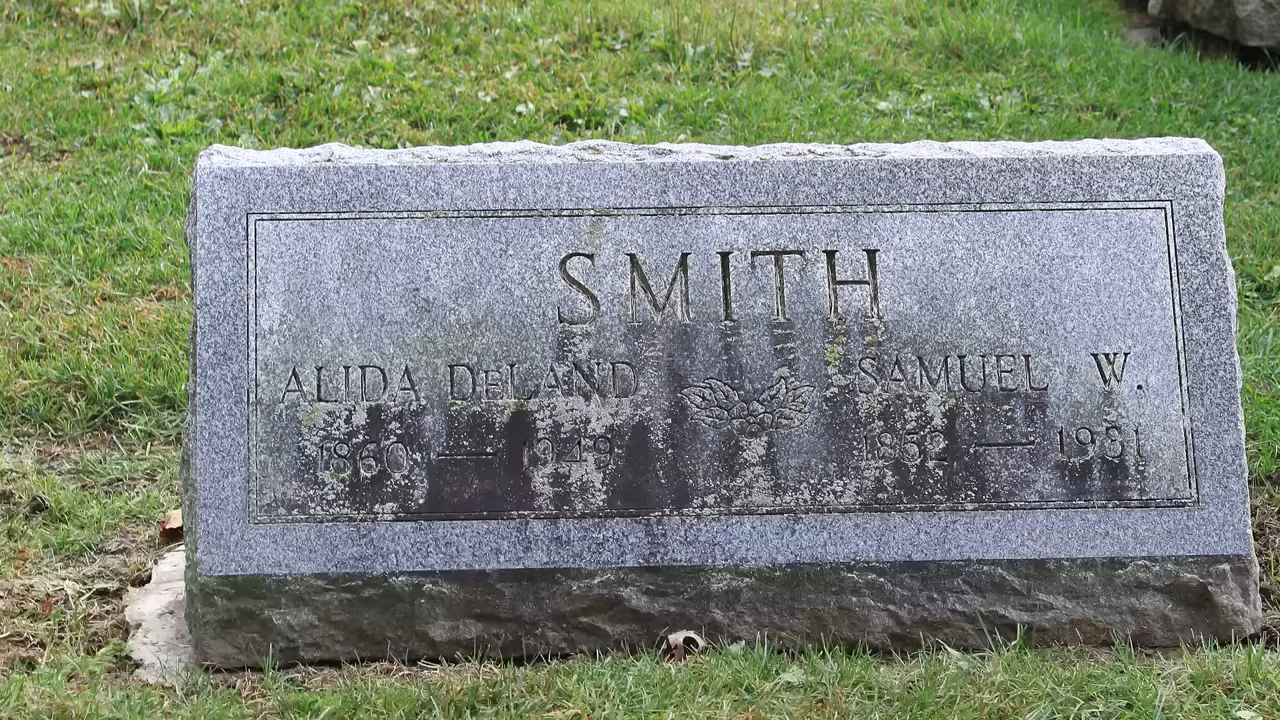 SMITH
ALIDA DeLAND
1860 — 1949
SAMUEL W.
1852 — 1931